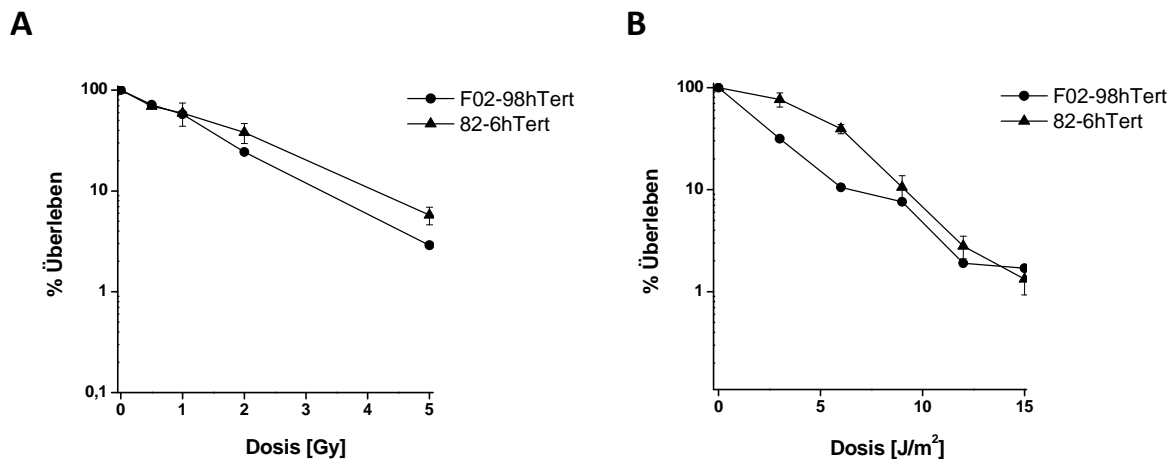 A
100
10
1
0,1
% Überleben
0 1 2 3 4 5
Dosis [Gy]
F02-98hTert
82-6hTert
B
100
10
1
% Überleben
0 5 10 15
Dosis [J/m²]
F02-98hTert
82-6hTert